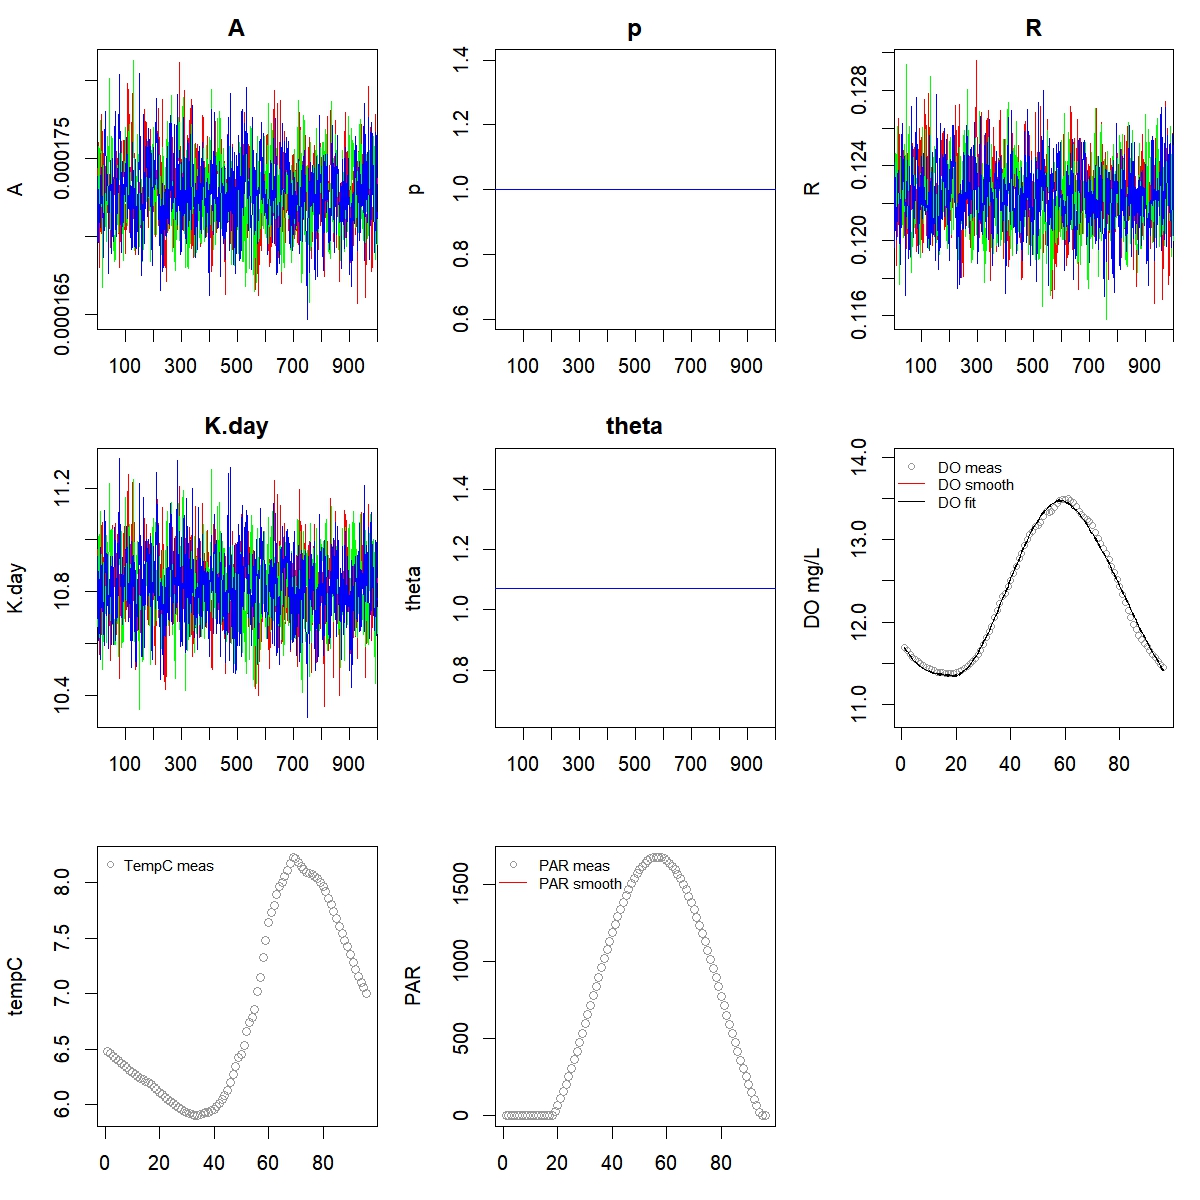 A
A
0.000165
0.000175
100 300 500 700 900
p
p
0.6 0.8 1.0 1.2 1.4
100 300 500 700 900
R
R
0.116 0.120 0.124 0.128
100 300 500 700 900
K.day
K.day
10.4 10.8 11.2
100 300 500 700 900
theta
theta
0.8 1.0 1.2 1.4
100 300 500 700 900
DO mg/L
11.0 12.0 13.0 14.0
DO meas
DO smooth
DO fit
0 20 40 60 80
tempC
6.0 6.5 7.0 7.5 8.0
TempC meas
0 20 40 60 80
PAR
0 500 1000 1500
PAR meas
PAR smooth
0 20 40 60 80